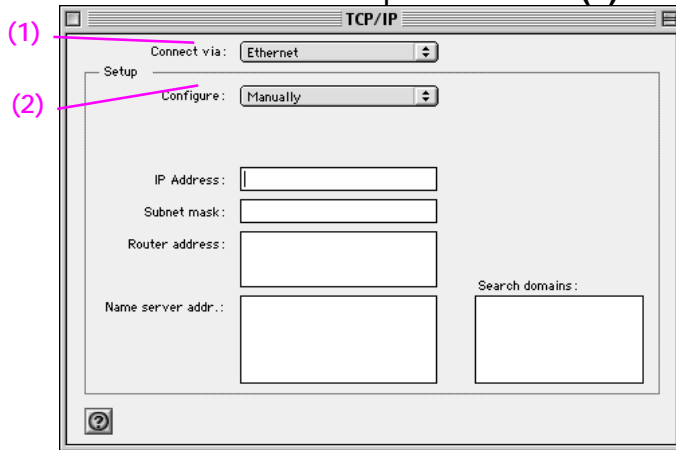 TCP/IP
(1)
Connect via: Ethernet
Setup
(2)
Configure: Manually
IP Address:
Subnet mask:
Router address:
Search domains:
Name server addr.:
?